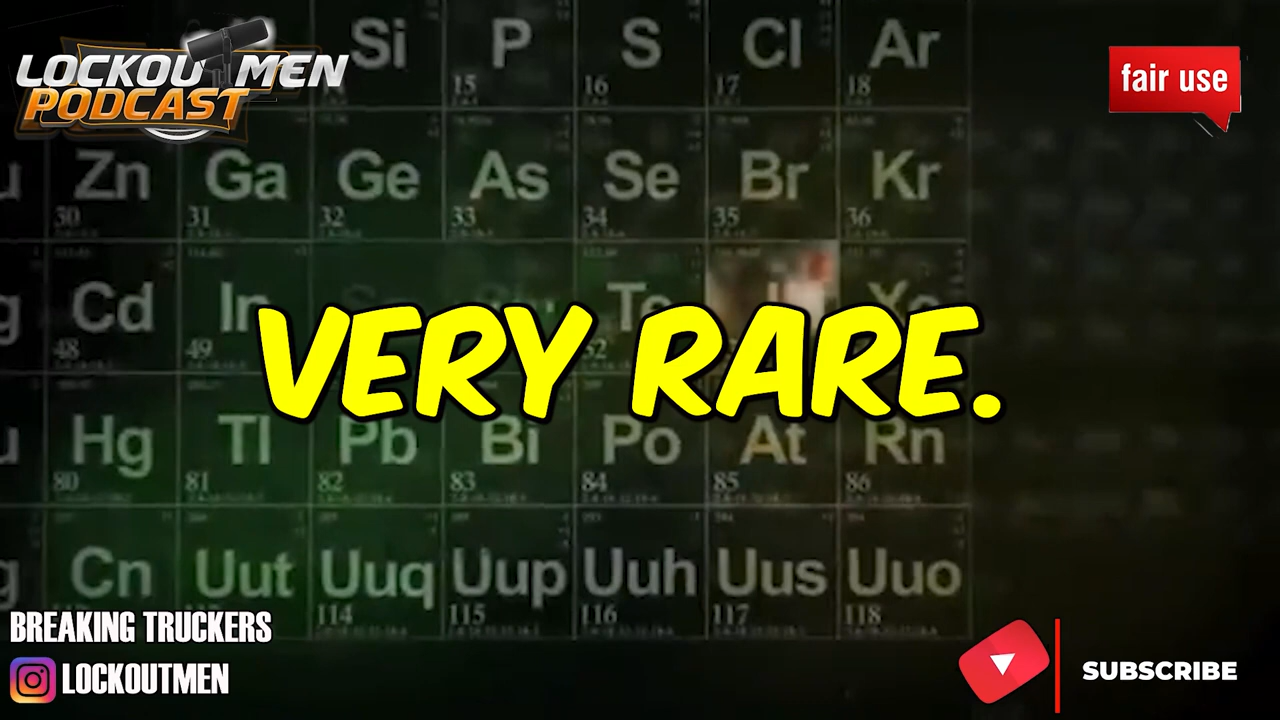 LOCKOUTMEN
PODCAST
fair use
Si P S Cl Ar
15 16 17 18
Zn Ga Ge As Se Br Kr
30 31 32 33 34 35 36
Cd In Te Xe
48 49 52
VERY RARE.
Hg Tl Pb Bi Po At Rn
80 81 82 83 84 85 86
Cn Uut Uuq Uup Uuh Uus Uuo
114 115 116 117 118
BREAKING TRUCKERS
LOCKOUTMEN
SUBSCRIBE